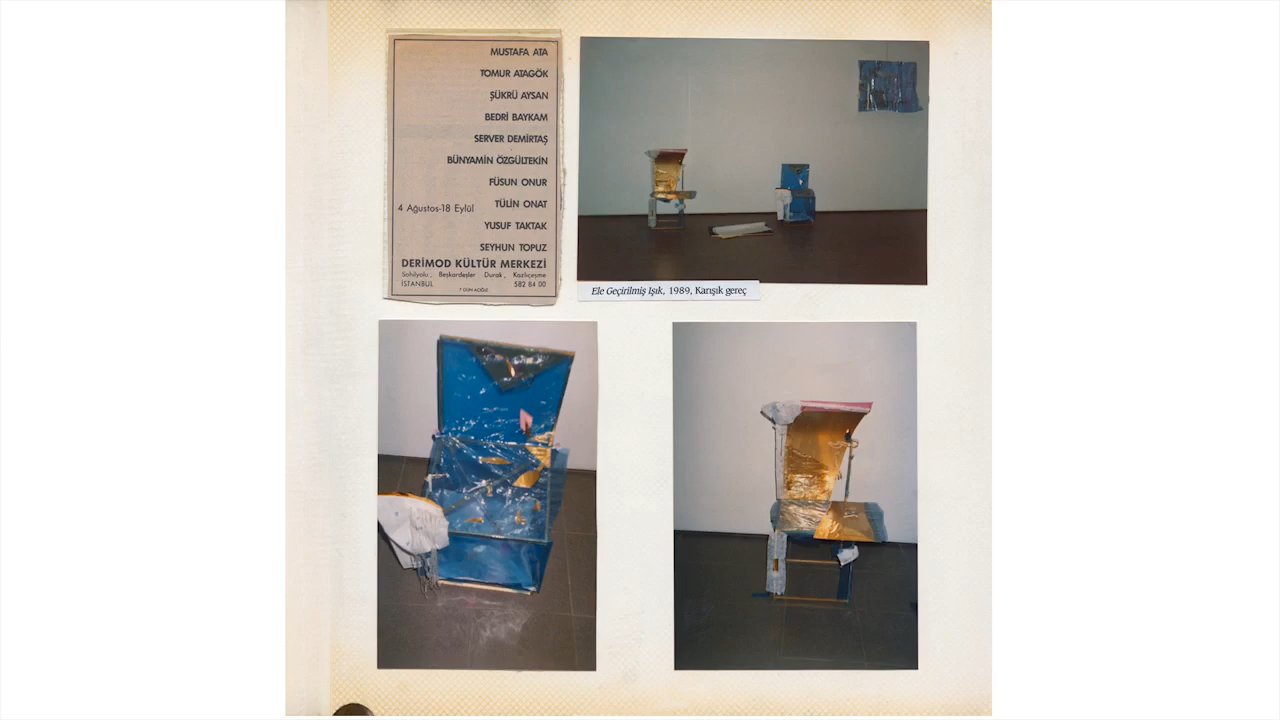 MUSTAFA ATA
TOMUR ATAGÖK
ŞÜKRÜ AYSAN
BEDRİ BAYKAM
SERVER DEMİRTAŞ
BÜNYAMİN ÖZGÜLTEKİN
FÜSUN ONUR
4 Ağustos-18 Eylül TÜLİN ONAT
YUSUF TAKTAK
SEYHUN TOPUZ
DERİMOD KÜLTÜR MERKEZİ
Sahilyolu, Beşkardeşler Durak, Kazlıçeşme
İSTANBUL 582 84 00
Ele Geçirilmiş Işık, 1989, Karışık gereç